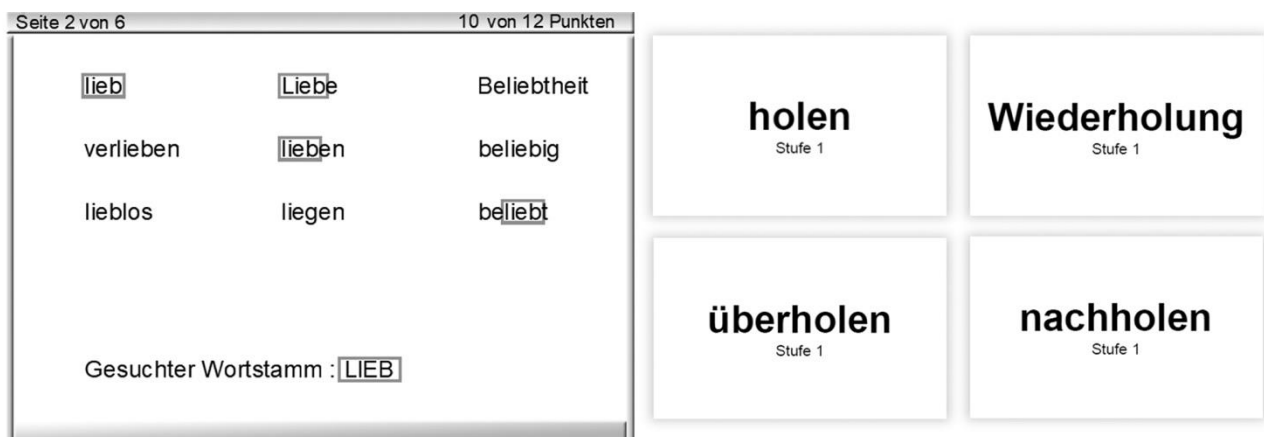 Seite 2 von 6 10 von 12 Punkten
lieb Liebe Beliebtheit
verlieben lieben beliebig
lieblos liegen beliebt
Gesuchter Wortstamm : LIEB
holen
Stufe 1
Wiederholung
Stufe 1
überholen
Stufe 1
nachholen
Stufe 1